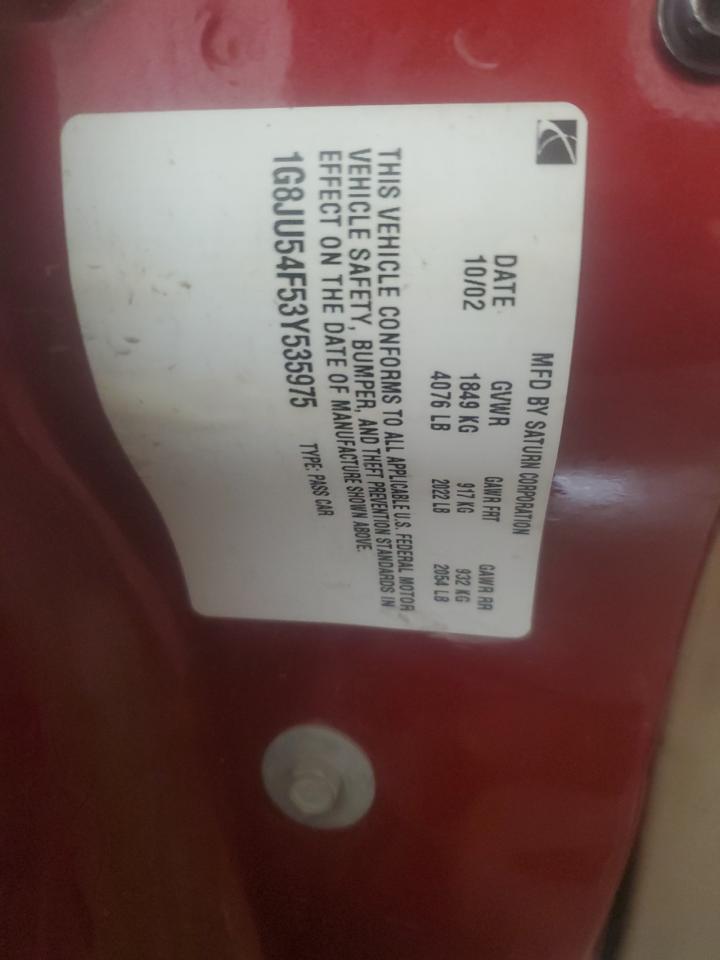 MFD BY SATURN CORPORATION
DATE GVWR GAWR FRT GAWR RR
10/02 1849 KG 917 KG 932 KG
4076 LB 2022 LB 2054 LB
THIS VEHICLE CONFORMS TO ALL APPLICABLE U.S. FEDERAL MOTOR
VEHICLE SAFETY, BUMPER, AND THEFT PREVENTION STANDARDS IN
EFFECT ON THE DATE OF MANUFACTURE SHOWN ABOVE.
1G8JU54F53Y535975 TYPE: PASS CAR